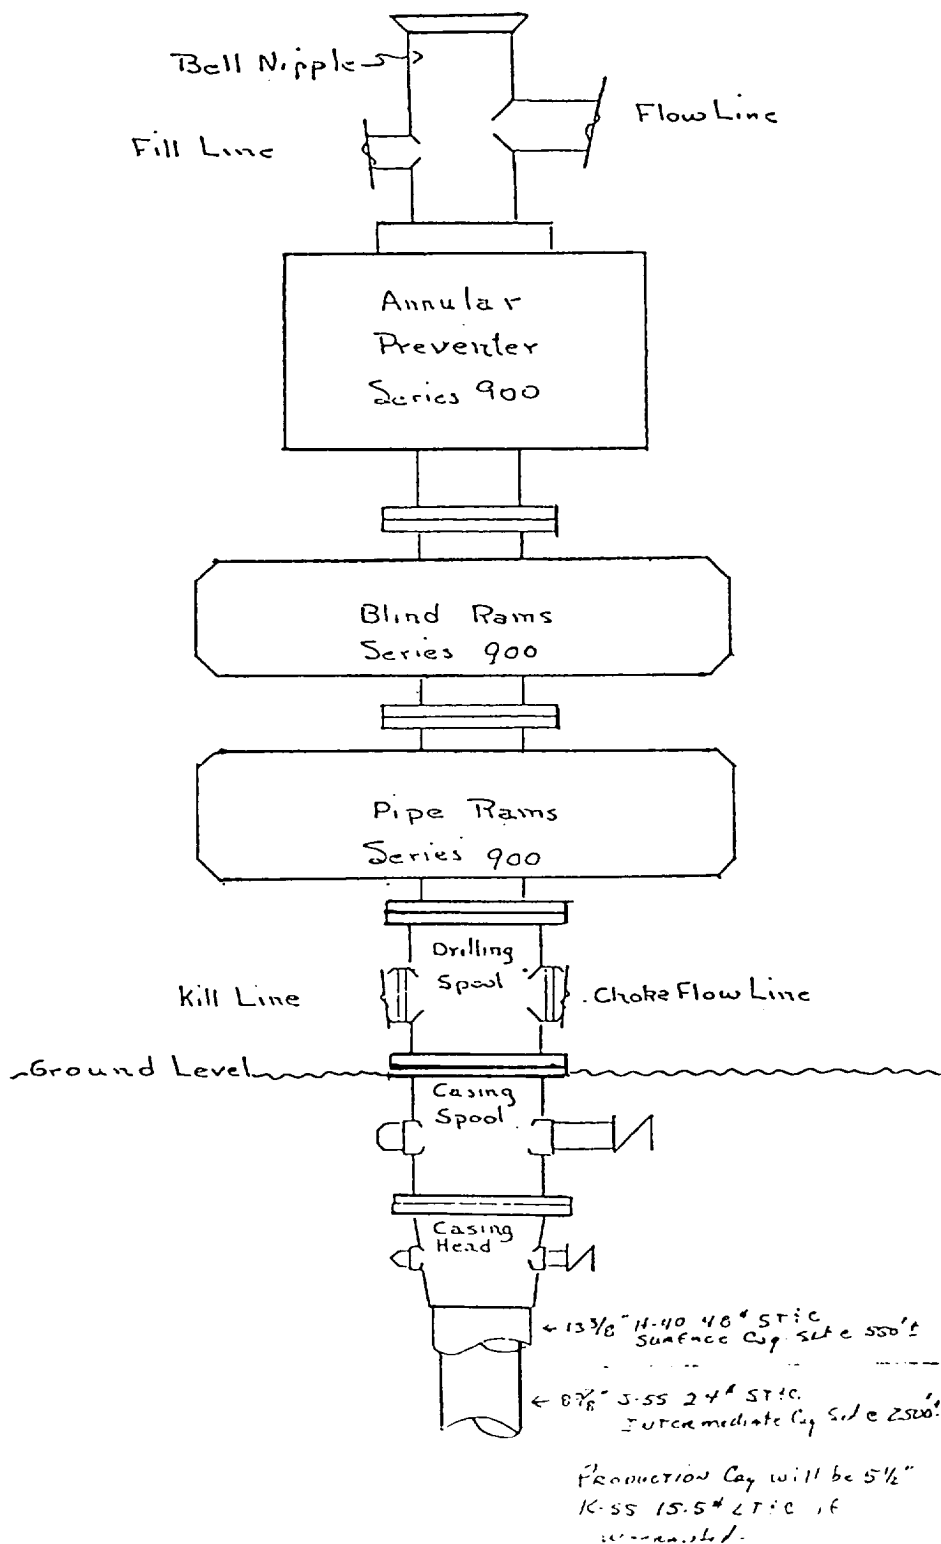 Bell Nipple
Flow Line
Fill Line
Annular
Preventer
Series 900
Blind Rams
Series 900
Pipe Rams
Series 900
Drilling
Spool
Kill Line
Choke Flow Line
Ground Level
Casing
Spool
Casing
Head
13 3/8" H-40 48# ST&C
Surface Csg. Set @ 550'±
8 5/8" J-55 24# ST&C
Intermediate Csg Set @ 2500'±
Production Csg will be 5 1/2"
K-55 15.5# LT&C if